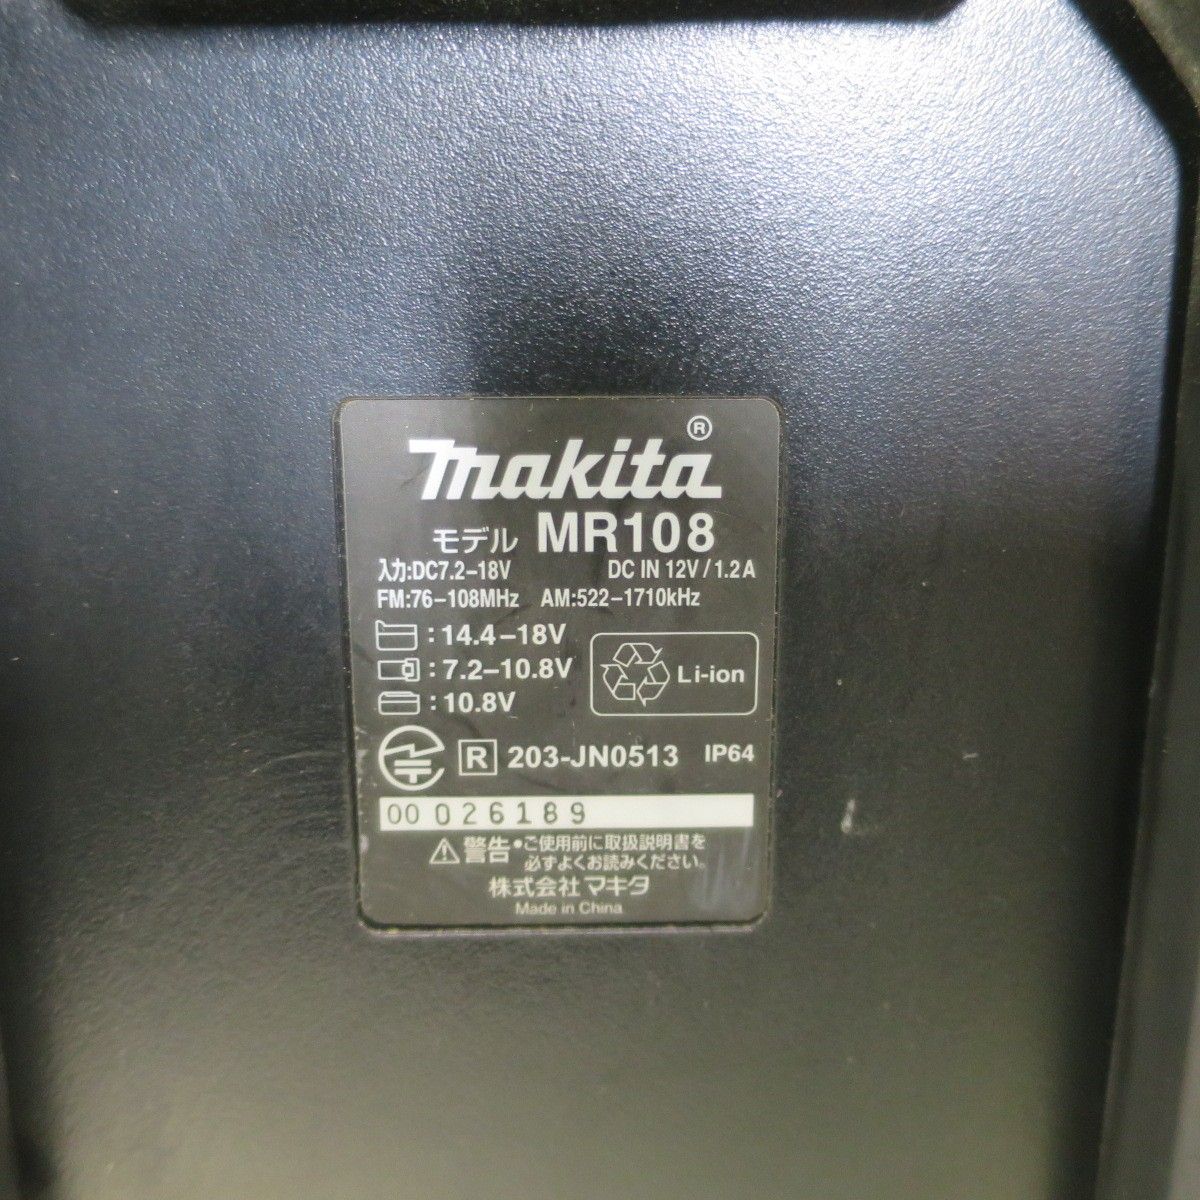 makita®
モデル MR108
入力:DC7.2-18V DC IN 12V/1.2A
FM:76-108MHz AM:522-1710kHz
:14.4-18V
:7.2-10.8V
Li-ion
:10.8V
R 203-JN0513 IP64
00 026189
警告・ご使用前に取扱説明書を
必ずよくお読みください。
株式会社マキタ
Made in China